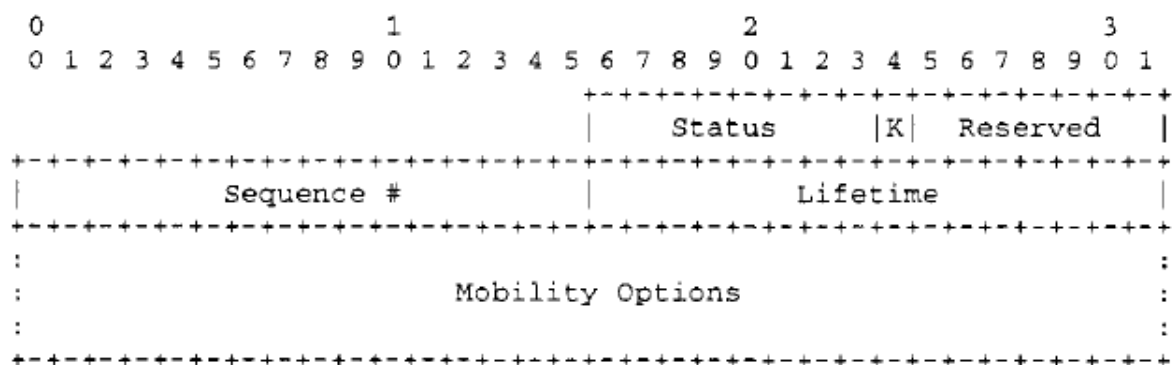 0                   1                   2                   3
0 1 2 3 4 5 6 7 8 9 0 1 2 3 4 5 6 7 8 9 0 1 2 3 4 5 6 7 8 9 0 1
+-+-+-+-+-+-+-+-+-+-+-+-+-+-+-+-+
|    Status     |K|  Reserved   |
+-+-+-+-+-+-+-+-+-+-+-+-+-+-+-+-+-+-+-+-+-+-+-+-+-+-+-+-+-+-+-+-+
|           Sequence #          |           Lifetime            |
+-+-+-+-+-+-+-+-+-+-+-+-+-+-+-+-+-+-+-+-+-+-+-+-+-+-+-+-+-+-+-+-+
:                                                               :
:                        Mobility Options                       :
:                                                               :
+-+-+-+-+-+-+-+-+-+-+-+-+-+-+-+-+-+-+-+-+-+-+-+-+-+-+-+-+-+-+-+-+